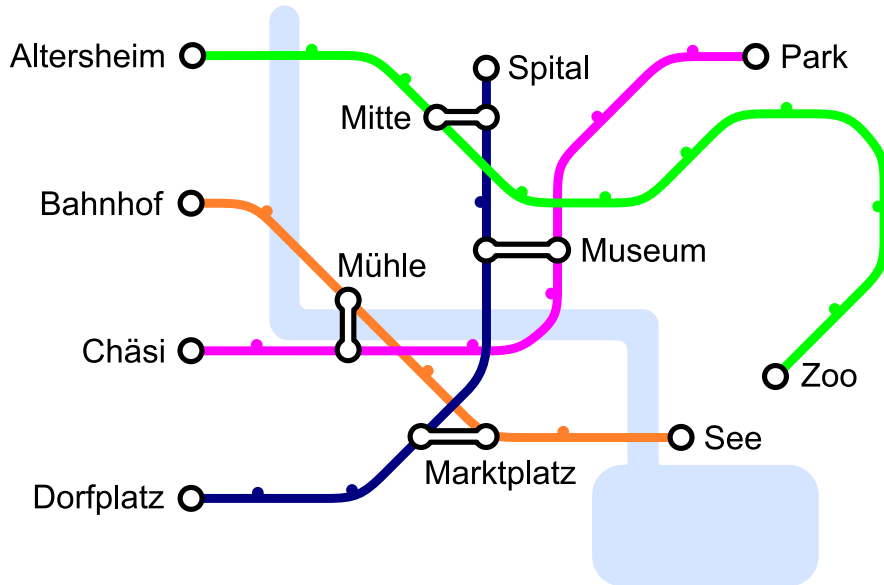 Altersheim
Spital
Park
Mitte
Bahnhof
Museum
Mühle
Chäsi
Zoo
See
Marktplatz
Dorfplatz